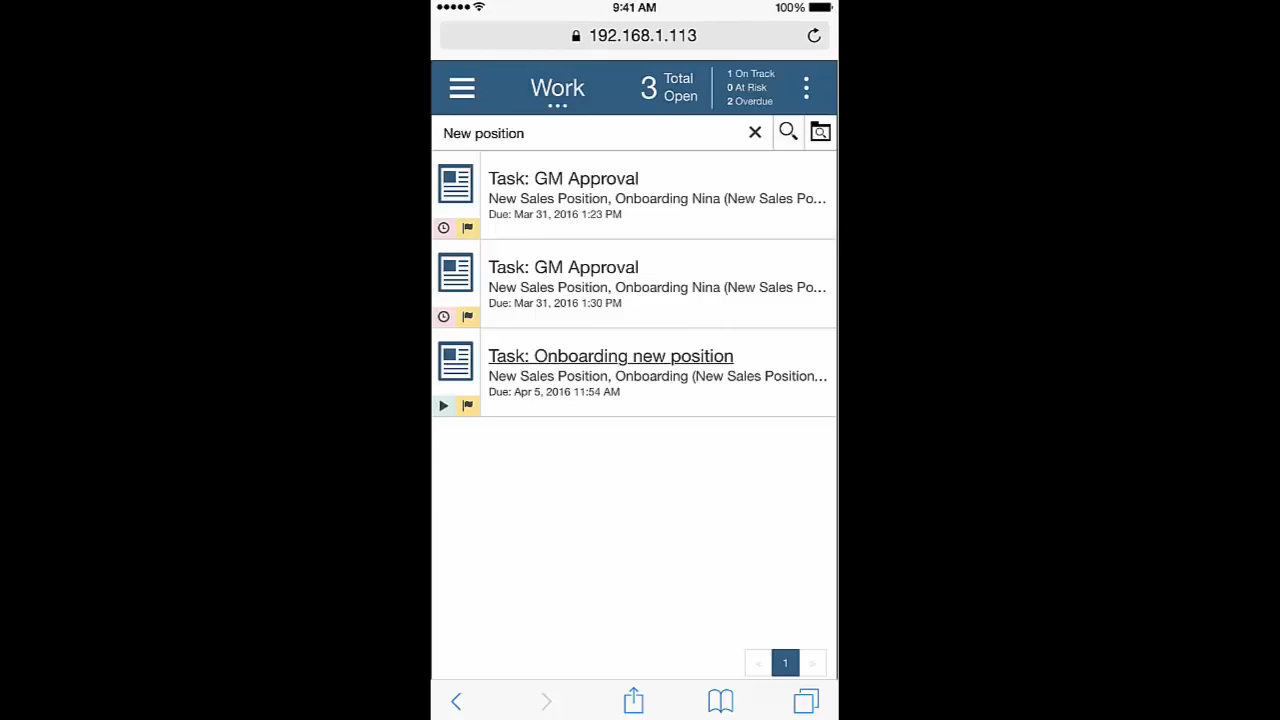 9:41 AM
100%
192.168.1.113
Work
3 Total Open
1 On Track
0 At Risk
2 Overdue
New position
Task: GM Approval
New Sales Position, Onboarding Nina (New Sales Po...
Due: Mar 31, 2016 1:23 PM
Task: GM Approval
New Sales Position, Onboarding Nina (New Sales Po...
Due: Mar 31, 2016 1:30 PM
Task: Onboarding new position
New Sales Position, Onboarding (New Sales Position...
Due: Apr 5, 2016 11:54 AM
« 1 »